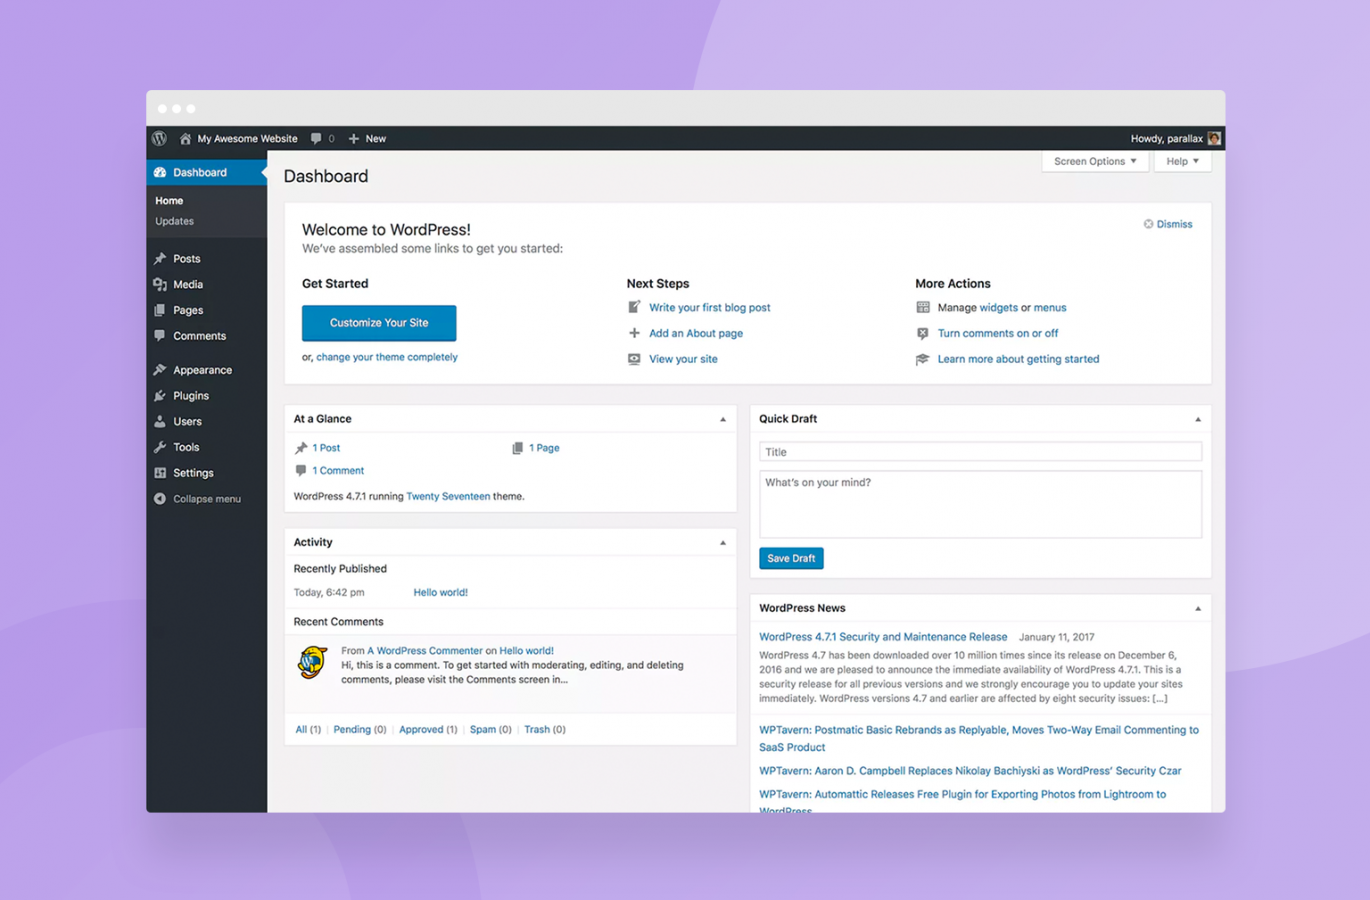 My Awesome Website 0 New
Howdy, parallax
Dashboard
Home
Updates
Posts
Media
Pages
Comments
Appearance
Plugins
Users
Tools
Settings
Collapse menu
Dashboard
Screen Options
Help
Welcome to WordPress!
We've assembled some links to get you started:
Dismiss
Get Started
Customize Your Site
or, change your theme completely
Next Steps
Write your first blog post
Add an About page
View your site
More Actions
Manage widgets or menus
Turn comments on or off
Learn more about getting started
At a Glance
1 Post
1 Page
1 Comment
WordPress 4.7.1 running Twenty Seventeen theme.
Activity
Recently Published
Today, 6:42 pm Hello world!
Recent Comments
From A WordPress Commenter on Hello world!
Hi, this is a comment. To get started with moderating, editing, and deleting
comments, please visit the Comments screen in...
All (1) | Pending (0) | Approved (1) | Spam (0) | Trash (0)
Quick Draft
Title
What's on your mind?
Save Draft
WordPress News
WordPress 4.7.1 Security and Maintenance Release January 11, 2017
WordPress 4.7 has been downloaded over 10 million times since its release on December 6,
2016 and we are pleased to announce the immediate availability of WordPress 4.7.1. This is a
security release for all previous versions and we strongly encourage you to update your sites
immediately. WordPress versions 4.7 and earlier are affected by eight security issues: [...]
WPTavern: Postmatic Basic Rebrands as Replyable, Moves Two-Way Email Commenting to
SaaS Product
WPTavern: Aaron D. Campbell Replaces Nikolay Bachiyski as WordPress' Security Czar
WPTavern: Automattic Releases Free Plugin for Exporting Photos from Lightroom to
WordPress